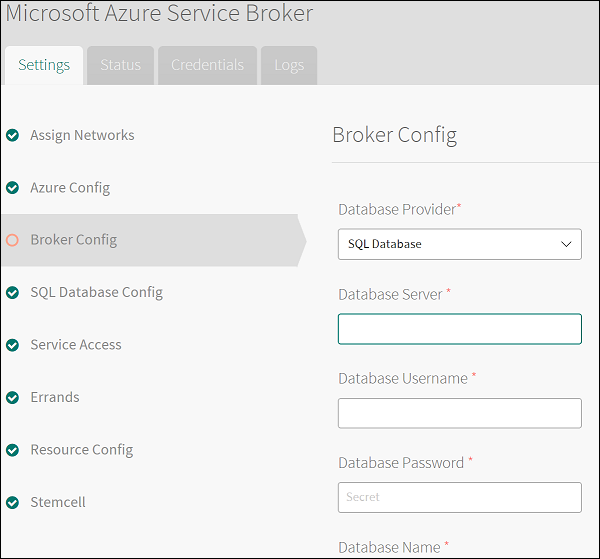 Microsoft Azure Service Broker
Settings
Status
Credentials
Logs
Assign Networks
Azure Config
Broker Config
SQL Database Config
Service Access
Errands
Resource Config
Stemcell
Broker Config
Database Provider*
SQL Database
Database Server *
Database Username *
Database Password *
Secret
Database Name *